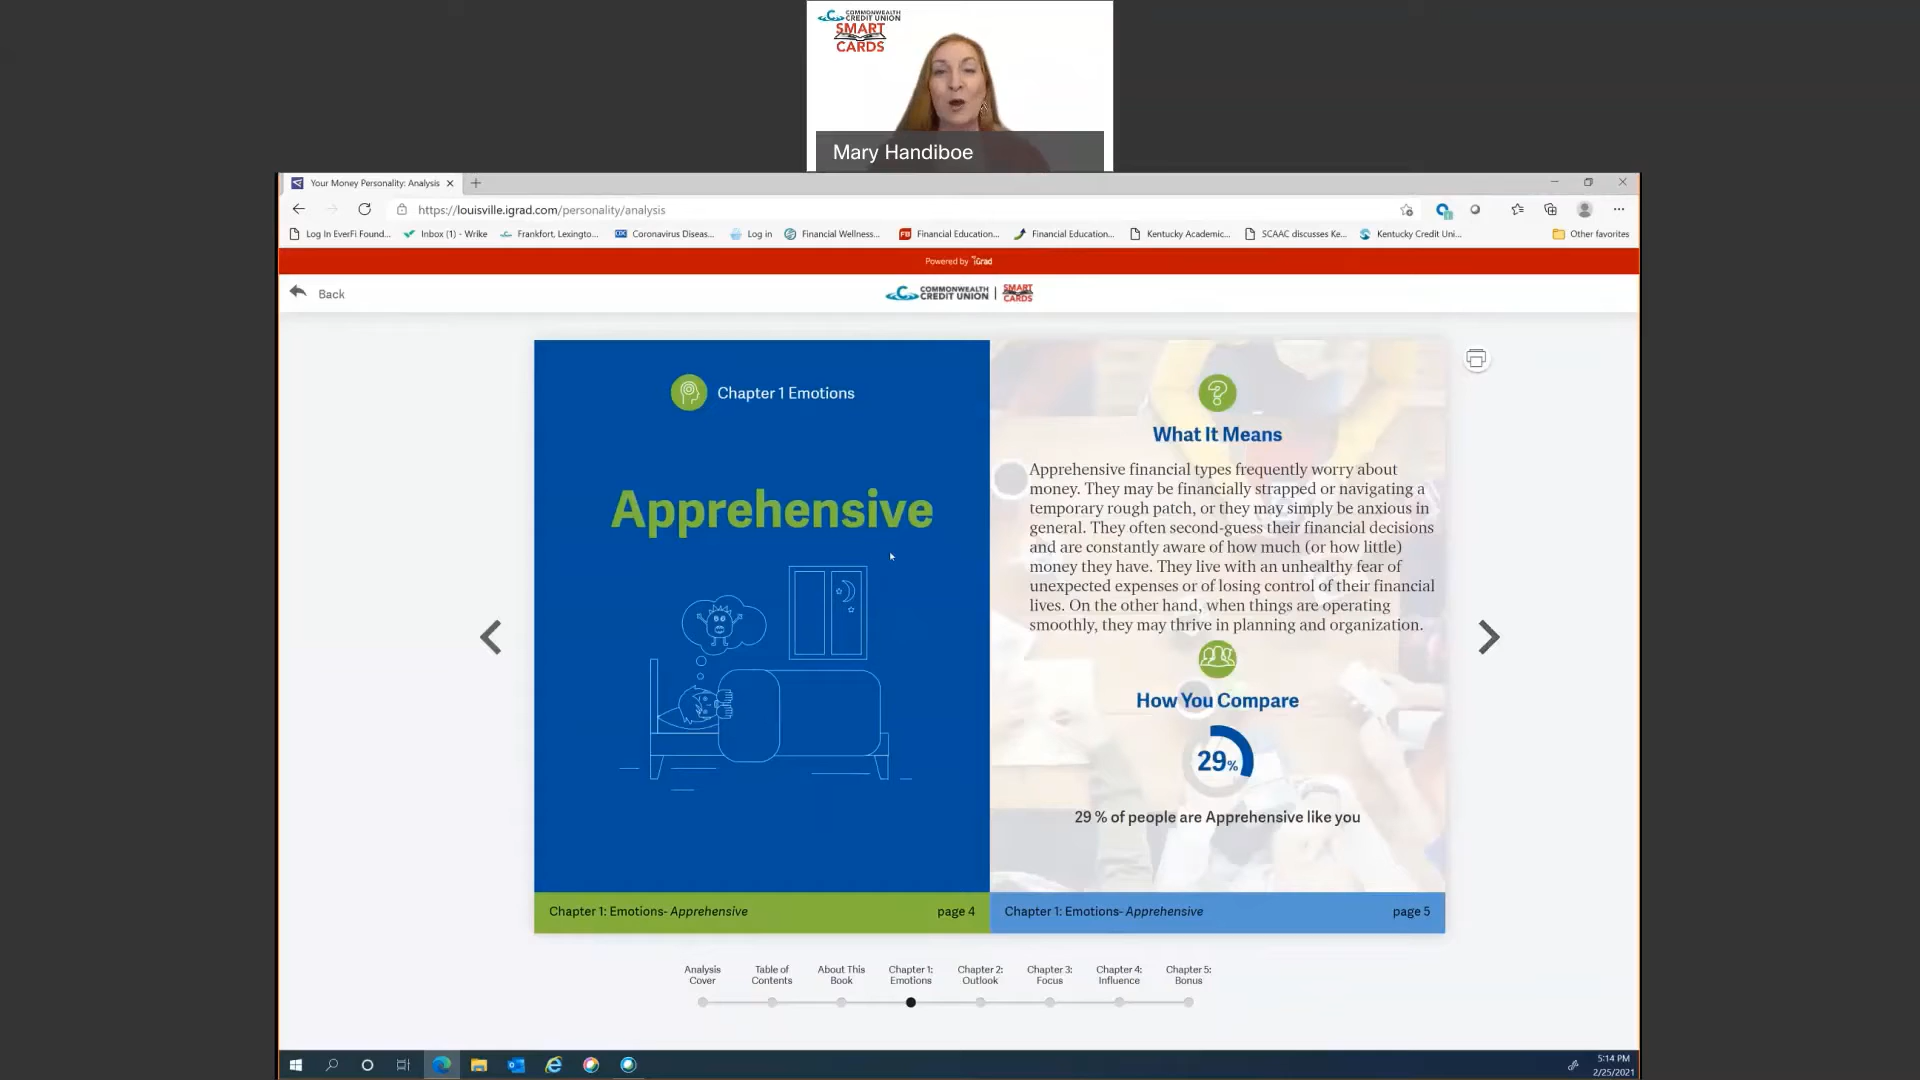 COMMONWEALTH
CREDIT UNION
SMART
CARDS
Mary Handiboe
Your Money Personality: Analysis
https://louisville.igrad.com/personality/analysis
Log In EverFi Found...
Inbox (1) - Wrike
Frankfort, Lexingto...
Coronavirus Diseas...
Log in
Financial Wellness...
Financial Education...
Financial Education...
Kentucky Academic...
SCAAC discusses Ke...
Kentucky Credit Uni...
Other favorites
Powered by iGrad
Back
COMMONWEALTH
CREDIT UNION
SMART
CARDS
Chapter 1 Emotions
Apprehensive
What It Means
Apprehensive financial types frequently worry about
money. They may be financially strapped or navigating a
temporary rough patch, or they may simply be anxious in
general. They often second-guess their financial decisions
and are constantly aware of how much (or how little)
money they have. They live with an unhealthy fear of
unexpected expenses or of losing control of their financial
lives. On the other hand, when things are operating
smoothly, they may thrive in planning and organization.
How You Compare
29%
29 % of people are Apprehensive like you
Chapter 1: Emotions- Apprehensive
page 4
Chapter 1: Emotions- Apprehensive
page 5
Analysis
Cover
Table of
Contents
About This
Book
Chapter 1:
Emotions
Chapter 2:
Outlook
Chapter 3:
Focus
Chapter 4:
Influence
Chapter 5:
Bonus
5:14 PM
2/25/2021